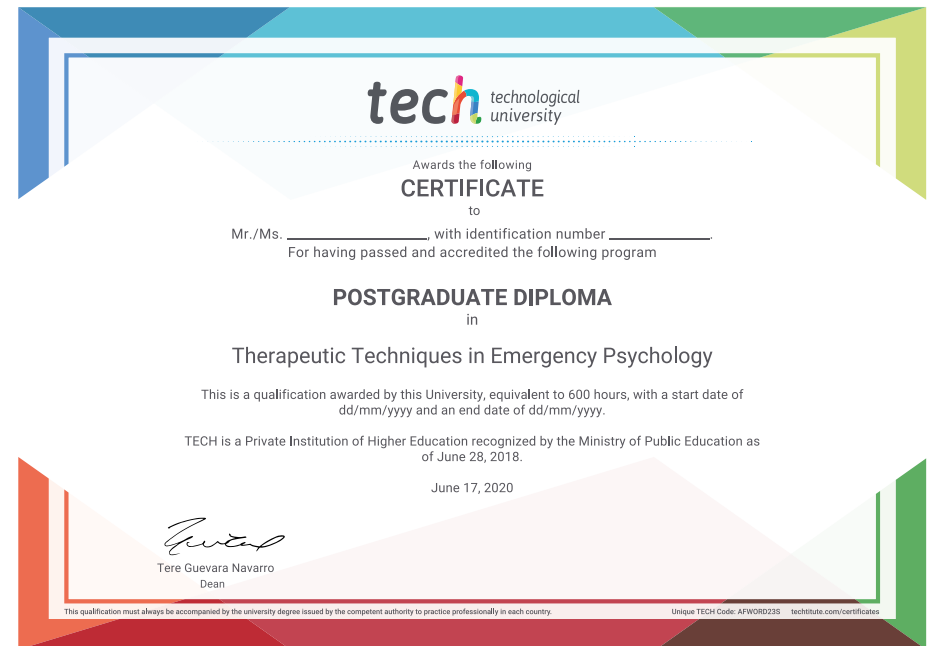 tech technological
university
Awards the following
CERTIFICATE
to
Mr./Ms. ____________________, with identification number ______________.
For having passed and accredited the following program
POSTGRADUATE DIPLOMA
in
Therapeutic Techniques in Emergency Psychology
This is a qualification awarded by this University, equivalent to 600 hours, with a start date of
dd/mm/yyyy and an end date of dd/mm/yyyy.
TECH is a Private Institution of Higher Education recognized by the Ministry of Public Education as
of June 28, 2018.
June 17, 2020
Tere Guevara Navarro
Dean
This qualification must always be accompanied by the university degree issued by the competent authority to practice professionally in each country. Unique TECH Code: AFWORD23S techtitute.com/certificates